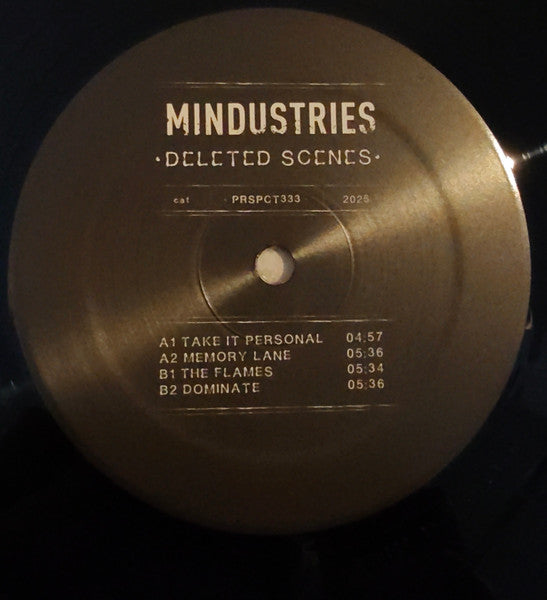 MINDUSTRIES
·DELETED SCENES·
cat PRSPCT333 2025
A1 TAKE IT PERSONAL 04:57
A2 MEMORY LANE 05:36
B1 THE FLAMES 05:34
B2 DOMINATE 05:36